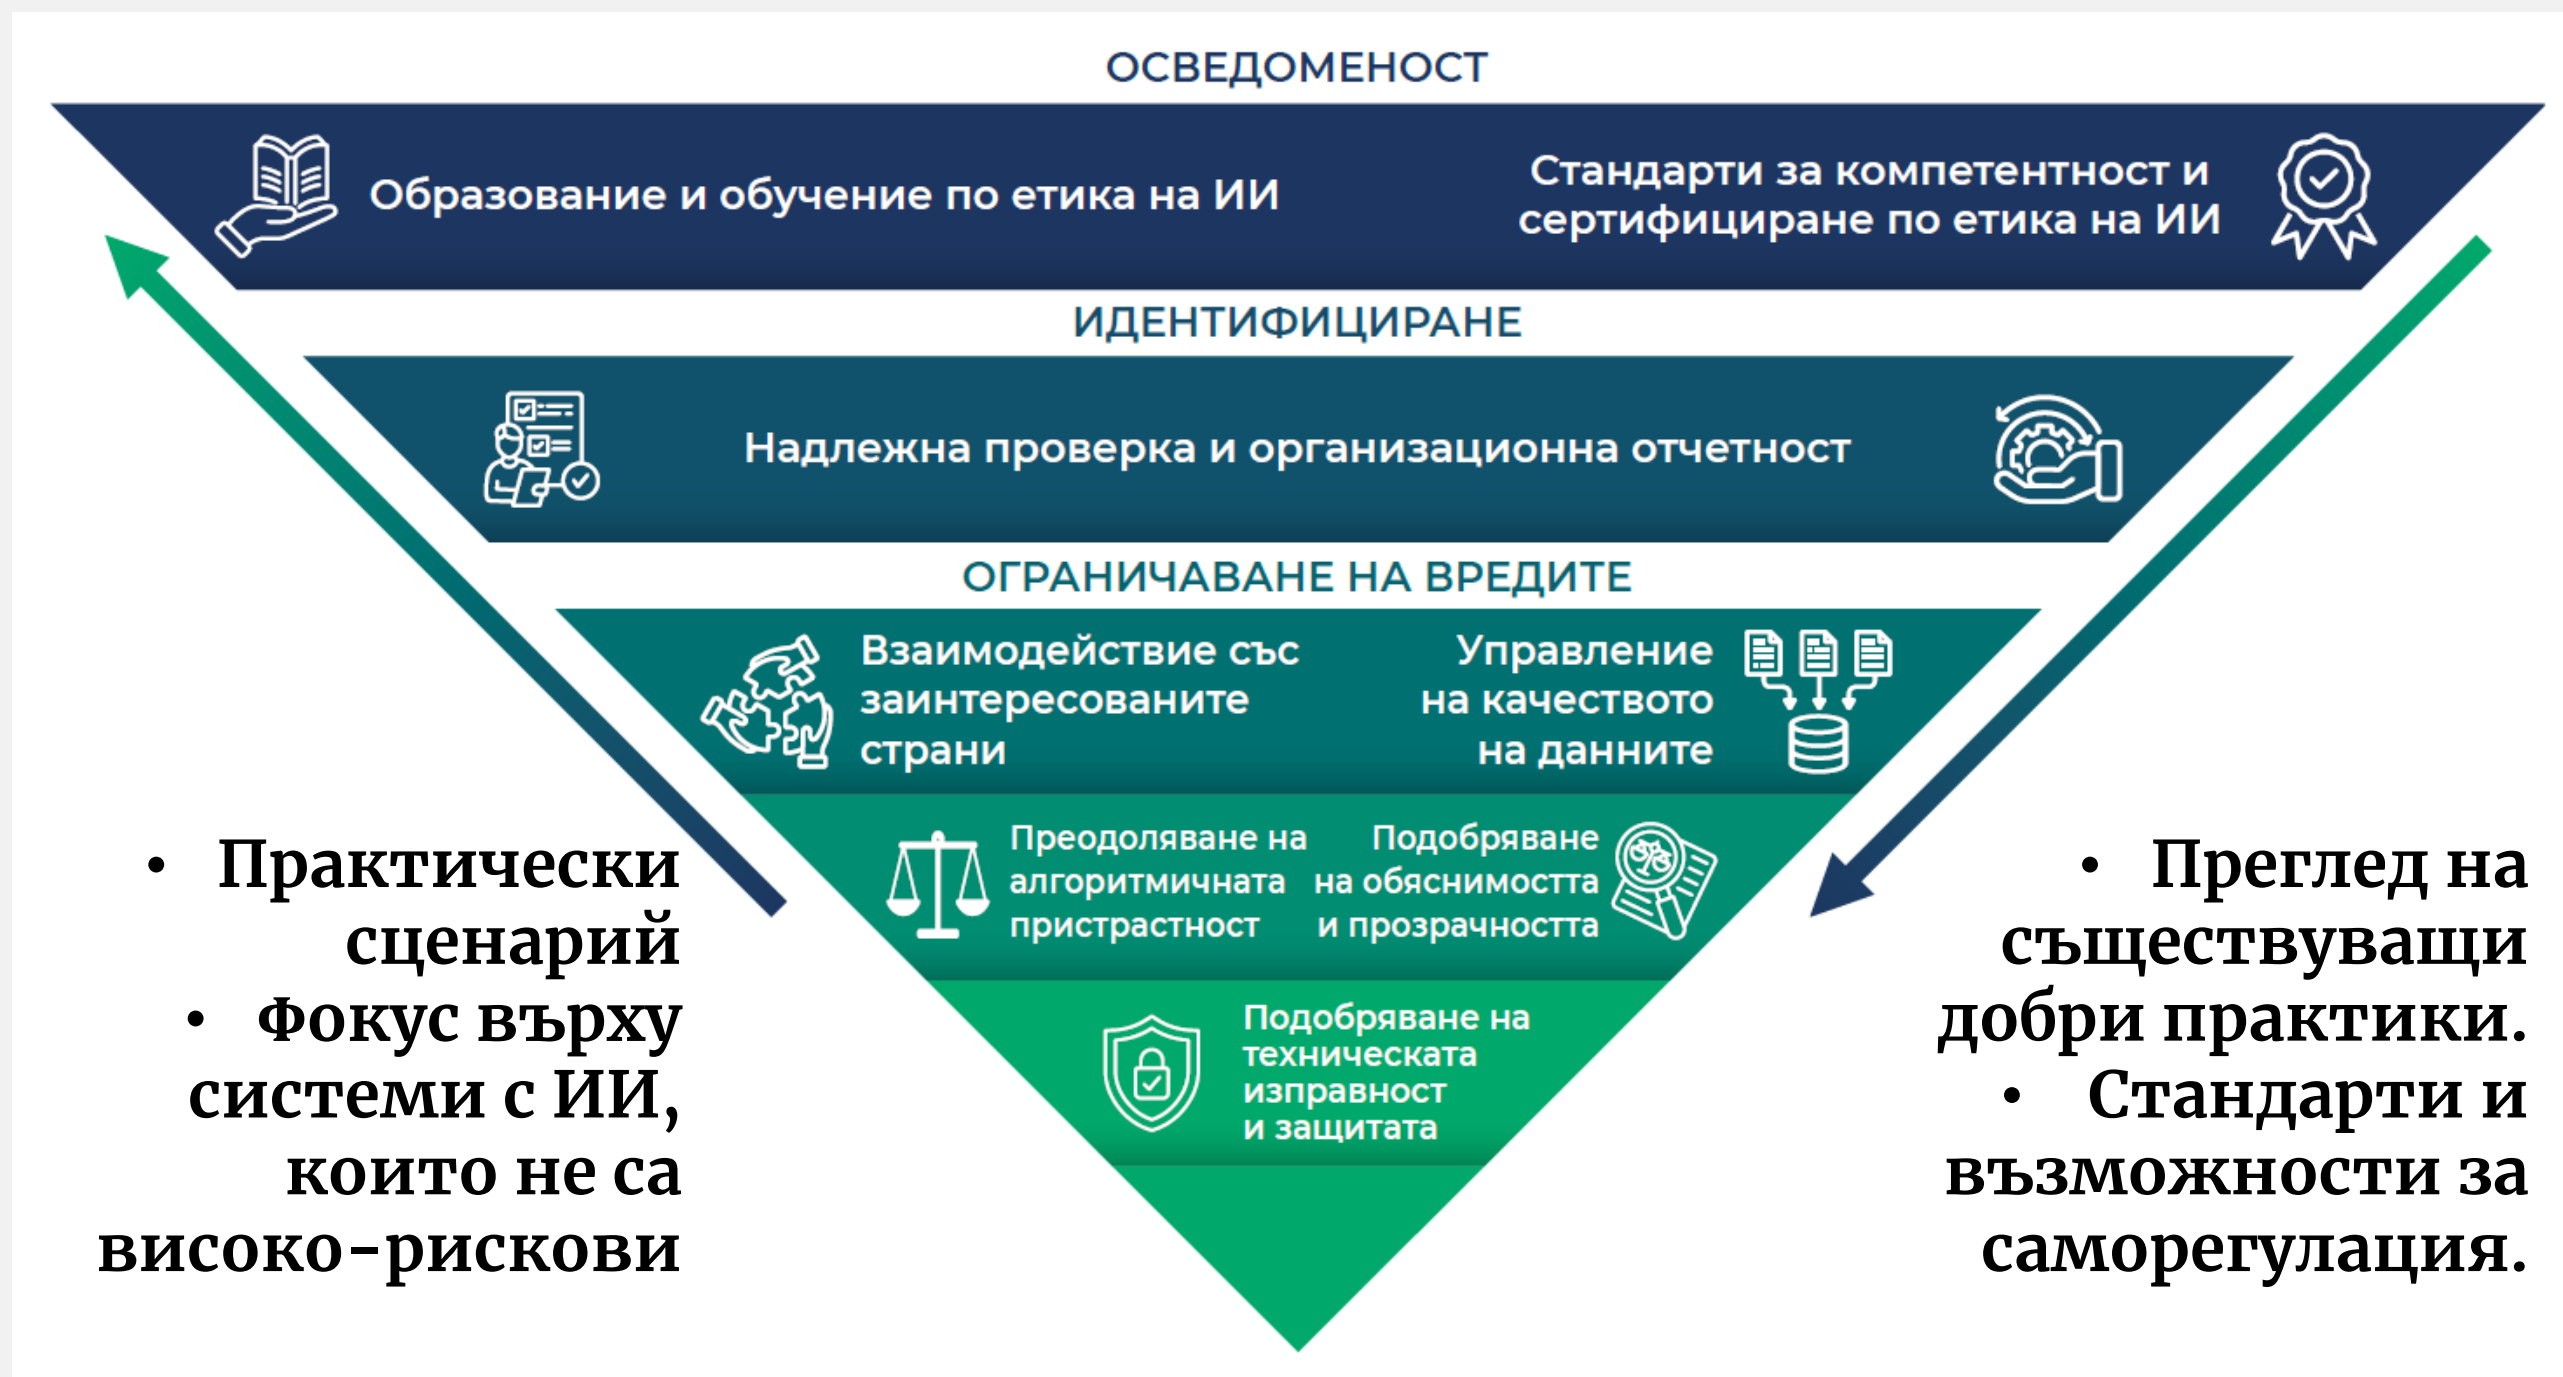 ОСВЕДОМЕНОСТ
Образование и обучение по етика на ИИ
Стандарти за компетентност и
сертифициране по етика на ИИ
ИДЕНТИФИЦИРАНЕ
Надлежна проверка и организационна отчетност
ОГРАНИЧАВАНЕ НА ВРЕДИТЕ
Взаимодействие със
заинтересованите
страни
Управление
на качеството
на данните
Преодоляване на
алгоритмичната
пристрастност
Подобряване
на обяснимостта
и прозрачността
Подобряване на
техническата
изправност
и защитата
• Практически
сценарий
• Фокус върху
системи с ИИ,
които не са
високо-рискови
• Преглед на
съществуващи
добри практики.
• Стандарти и
възможности за
саморегулация.